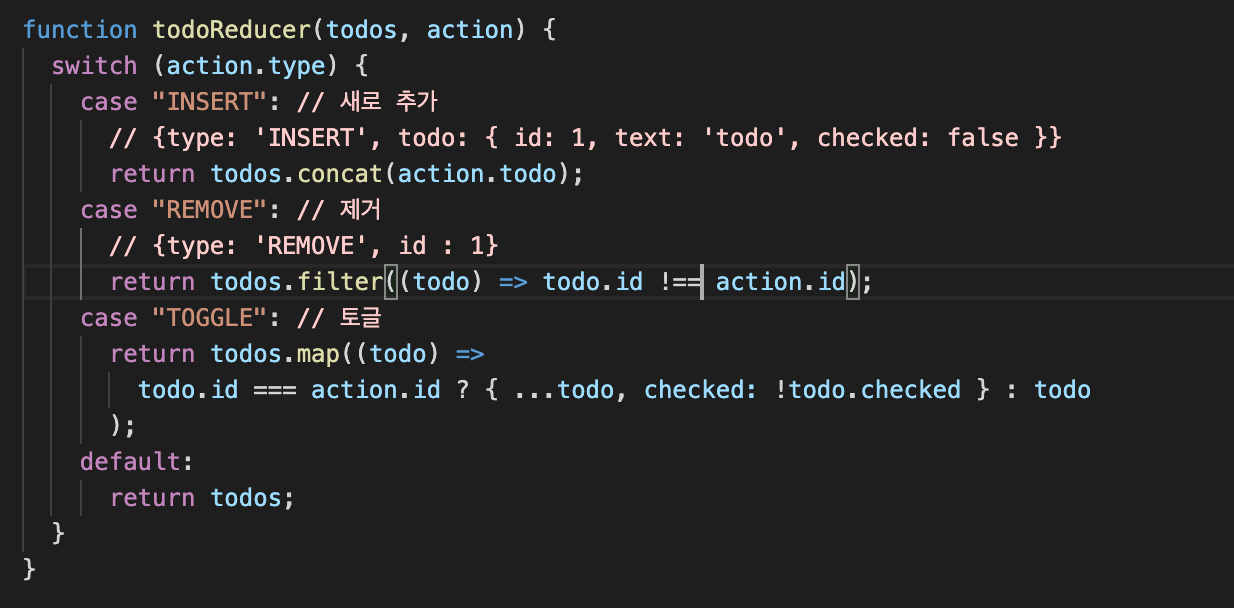 function todoReducer(todos, action) {
switch (action.type) {
case "INSERT": // 새로 추가
// {type: 'INSERT', todo: { id: 1, text: 'todo', checked: false }}
return todos.concat(action.todo);
case "REMOVE": // 제거
// {type: 'REMOVE', id : 1}
return todos.filter((todo) => todo.id !== action.id);
case "TOGGLE": // 토글
return todos.map((todo) =>
todo.id === action.id ? { ...todo, checked: !todo.checked } : todo
);
default:
return todos;
}
}